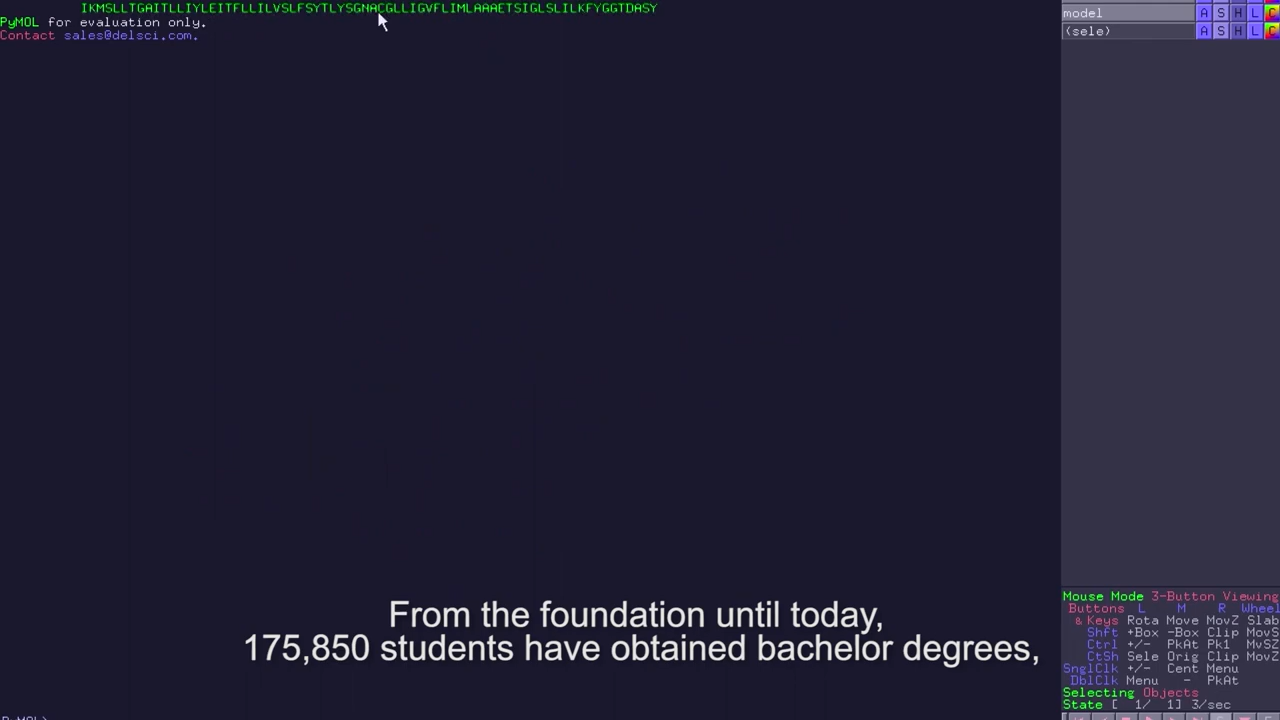 IKMSLLTGAITLLIYLEITFLLILVSLFSYTLYSGNACGLLIGVFLIMLAAAETSIGLSLILKFYGGTDASY
PyMOL for evaluation only.
Contact sales@delsci.com.
model A S H L C
(sele) A S H L C
From the foundation until today,
175,850 students have obtained bachelor degrees,
Mouse Mode 3-Button Viewing
Buttons L M R Wheel
& Keys Rota Move MovZ Slab
Shft +Box -Box Clip MovS
Ctrl +/- PkAt Pk1 MvSZ
CtSh Sele Orig Clip MovZ
SnglClk +/- Cent Menu
DblClk Menu - PkAt
Selecting Objects
State [ 1/ 1] 3/sec